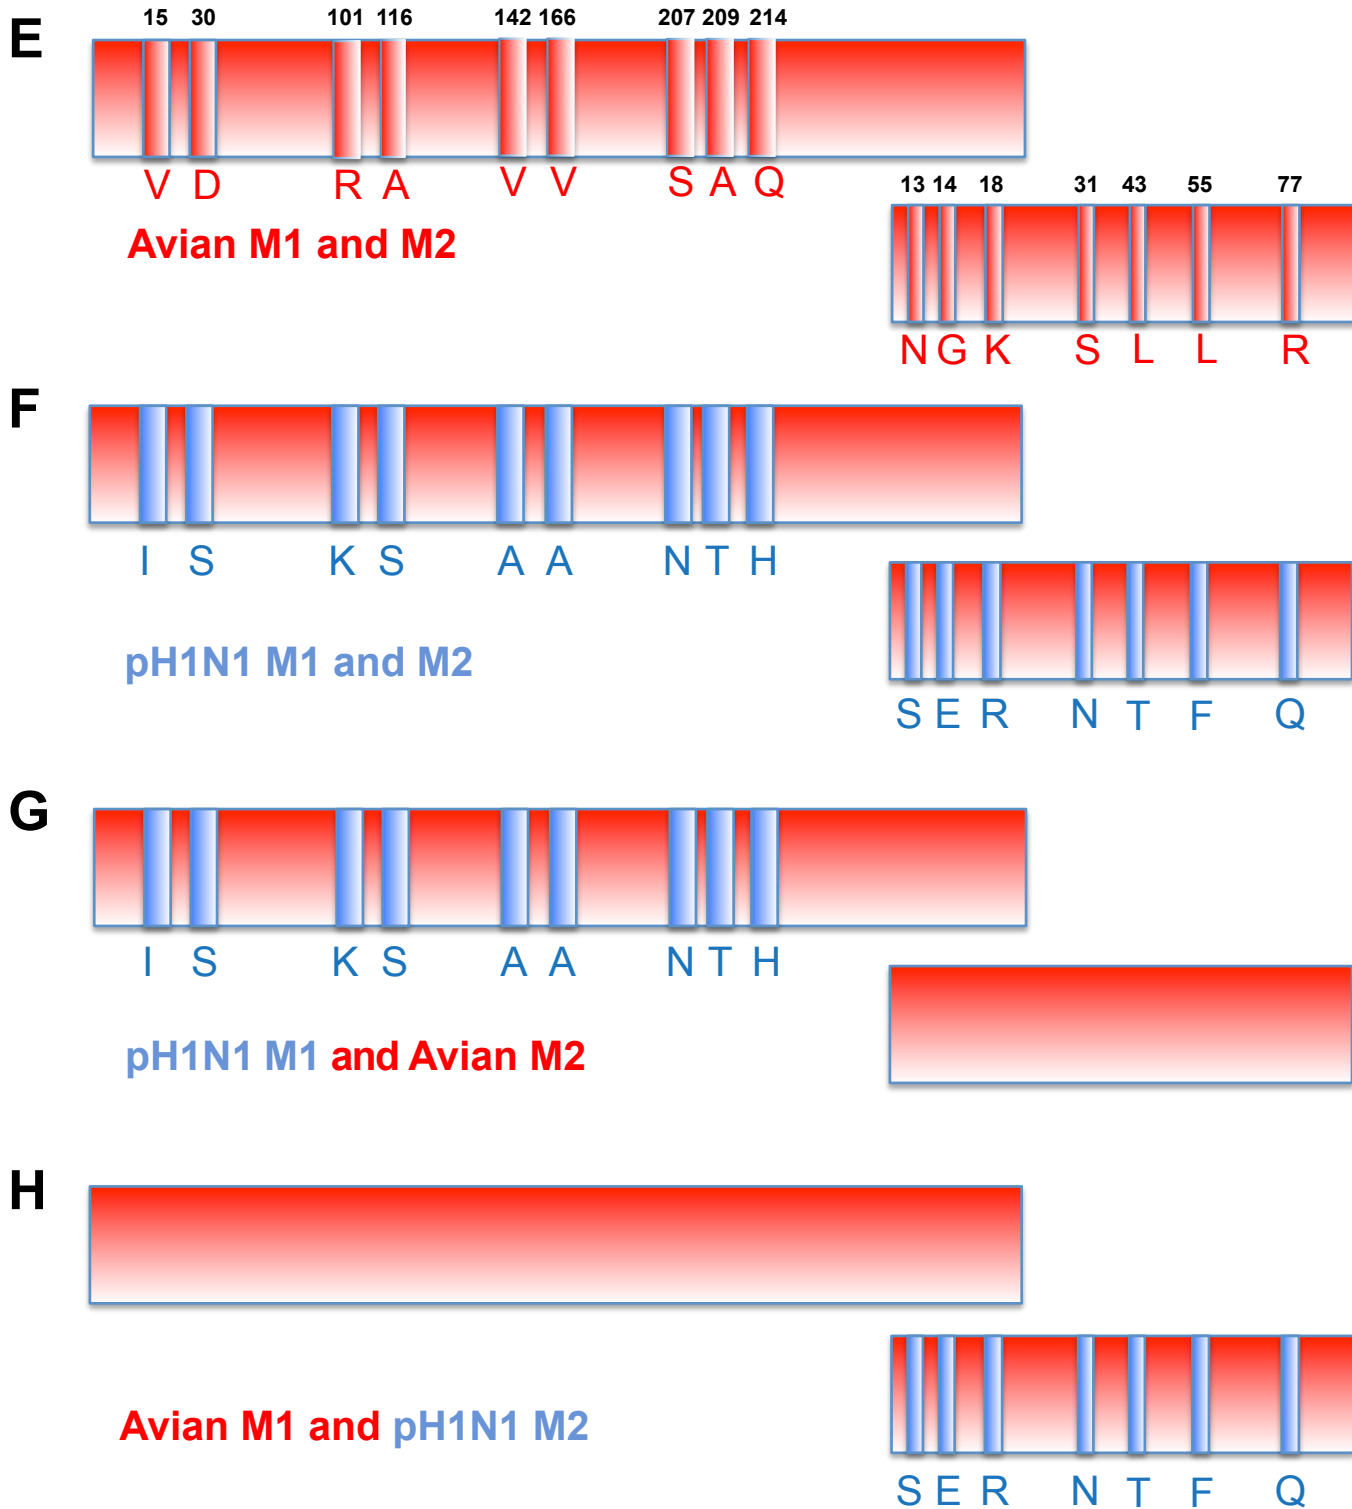 E
15 30 101 116 142 166 207 209 214
V D R A V V S A Q
Avian M1 and M2
13 14 18 31 43 55 77
N G K S L L R
F
I S K S A A N T H
pH1N1 M1 and M2
S E R N T F Q
G
I S K S A A N T H
pH1N1 M1 and Avian M2
H
Avian M1 and pH1N1 M2
S E R N T F Q